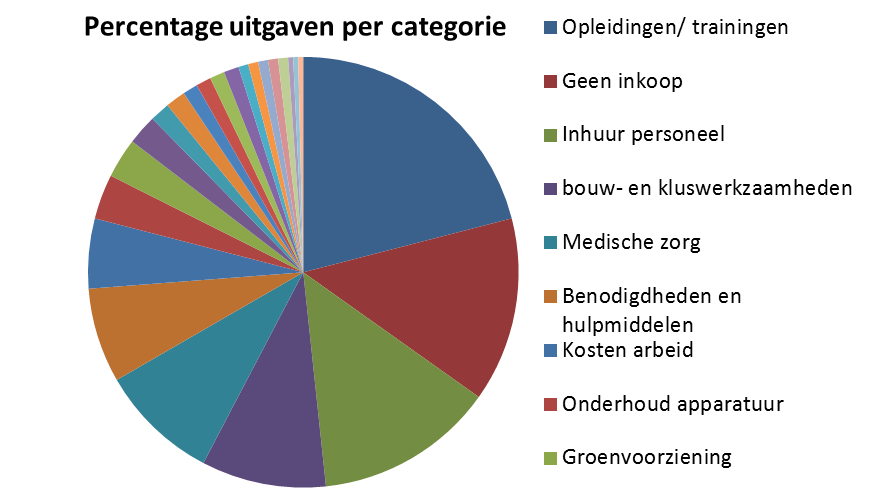 Percentage uitgaven per categorie
Opleidingen/ trainingen
Geen inkoop
Inhuur personeel
bouw- en kluswerkzaamheden
Medische zorg
Benodigdheden en
hulpmiddelen
Kosten arbeid
Onderhoud apparatuur
Groenvoorziening